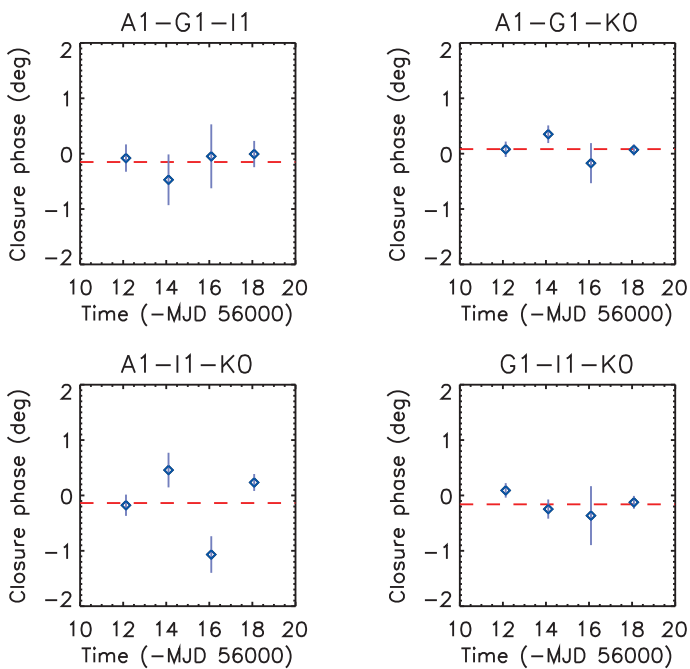 A1−G1−I1
A1−G1−K0
Closure phase (deg)
2
1
0
−1
−2
10 12 14 16 18 20
Time (−MJD 56000)
Closure phase (deg)
2
1
0
−1
−2
10 12 14 16 18 20
Time (−MJD 56000)
A1−I1−K0
G1−I1−K0
Closure phase (deg)
2
1
0
−1
−2
10 12 14 16 18 20
Time (−MJD 56000)
Closure phase (deg)
2
1
0
−1
−2
10 12 14 16 18 20
Time (−MJD 56000)